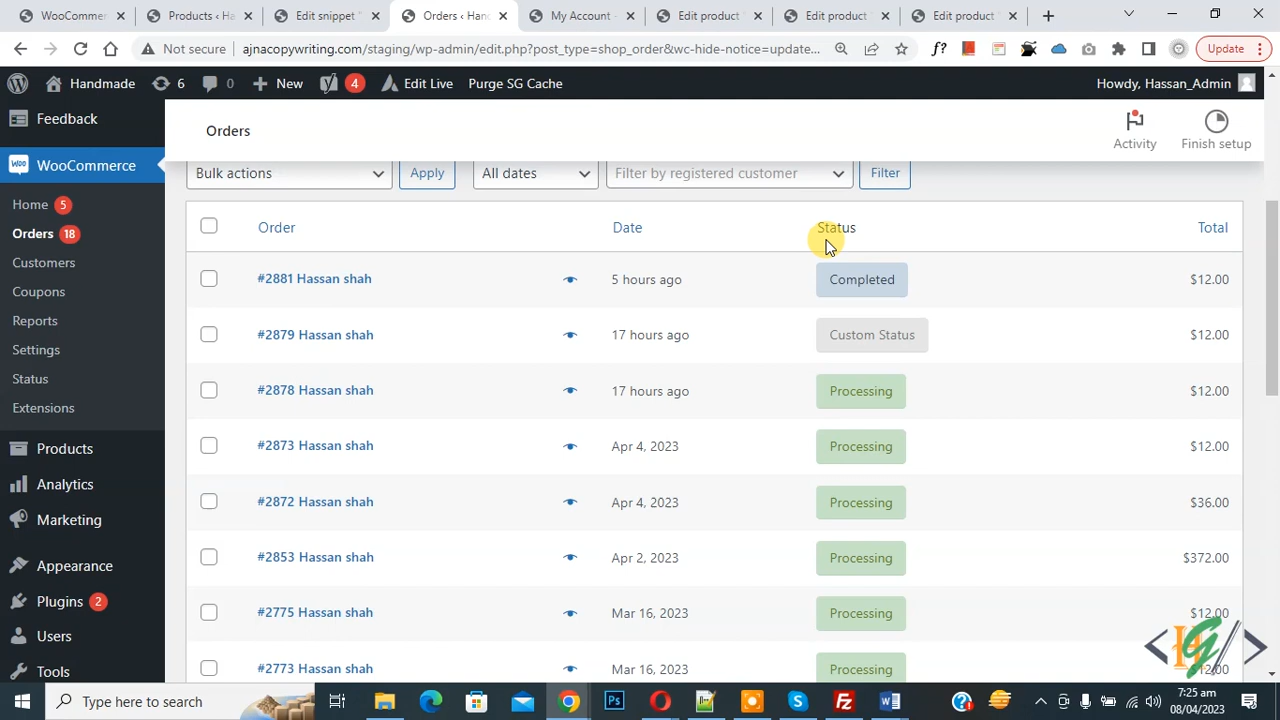 WooCommer
Products ‹ Ha
Edit snippet "
Orders ‹ Han
My Account -
Edit product
Edit product
Edit product
Not secure
ajnacopywriting.com/staging/wp-admin/edit.php?post_type=shop_order&wc-hide-notice=update...
f?
Update
Handmade
6
0
New
4
Edit Live
Purge SG Cache
Howdy, Hassan_Admin
Feedback
WooCommerce
Home 5
Orders 18
Customers
Coupons
Reports
Settings
Status
Extensions
Products
Analytics
Marketing
Appearance
Plugins 2
Users
Tools
Orders
Activity
Finish setup
Bulk actions
Apply
All dates
Filter by registered customer
Filter
Order Date Status Total
#2881 Hassan shah 5 hours ago Completed $12.00
#2879 Hassan shah 17 hours ago Custom Status $12.00
#2878 Hassan shah 17 hours ago Processing $12.00
#2873 Hassan shah Apr 4, 2023 Processing $12.00
#2872 Hassan shah Apr 4, 2023 Processing $36.00
#2853 Hassan shah Apr 2, 2023 Processing $372.00
#2775 Hassan shah Mar 16, 2023 Processing $12.00
#2773 Hassan shah Mar 16, 2023 Processing $12.00
Type here to search
7:25 am
08/04/2023